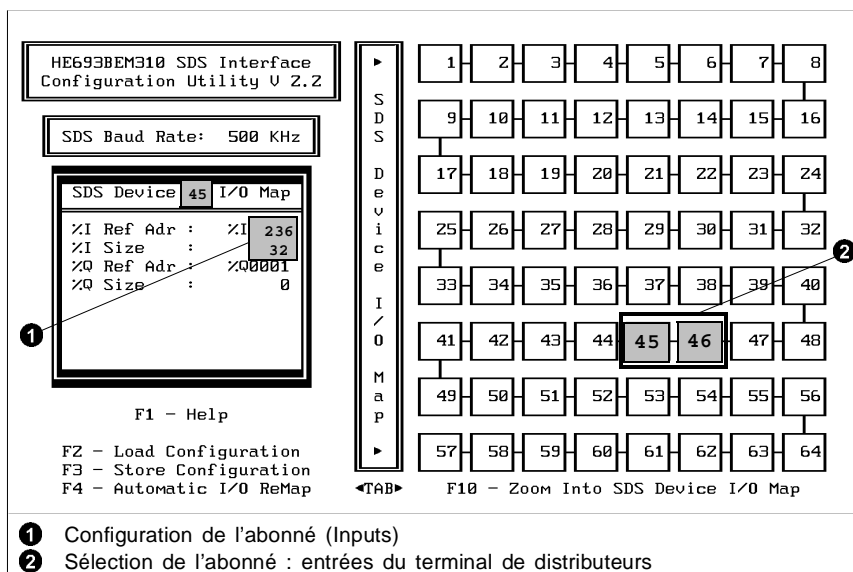 HE693BEM310 SDS Interface
Configuration Utility V 2.2
SDS Baud Rate: 500 KHz
SDS Device 45 I/O Map
%I Ref Adr : %I 236
%I Size : 32
%Q Ref Adr : %Q0001
%Q Size : 0
1
F1 - Help
F2 - Load Configuration
F3 - Store Configuration
F4 - Automatic I/O ReMap
► SDS Device I/O Map ►
◄TAB►
1 2 3 4 5 6 7 8
9 10 11 12 13 14 15 16
17 18 19 20 21 22 23 24
25 26 27 28 29 30 31 32
2
33 34 35 36 37 38 39 40
41 42 43 44 45 46 47 48
49 50 51 52 53 54 55 56
57 58 59 60 61 62 63 64
F10 - Zoom Into SDS Device I/O Map
1 Configuration de l'abonné (Inputs)
2 Sélection de l'abonné : entrées du terminal de distributeurs